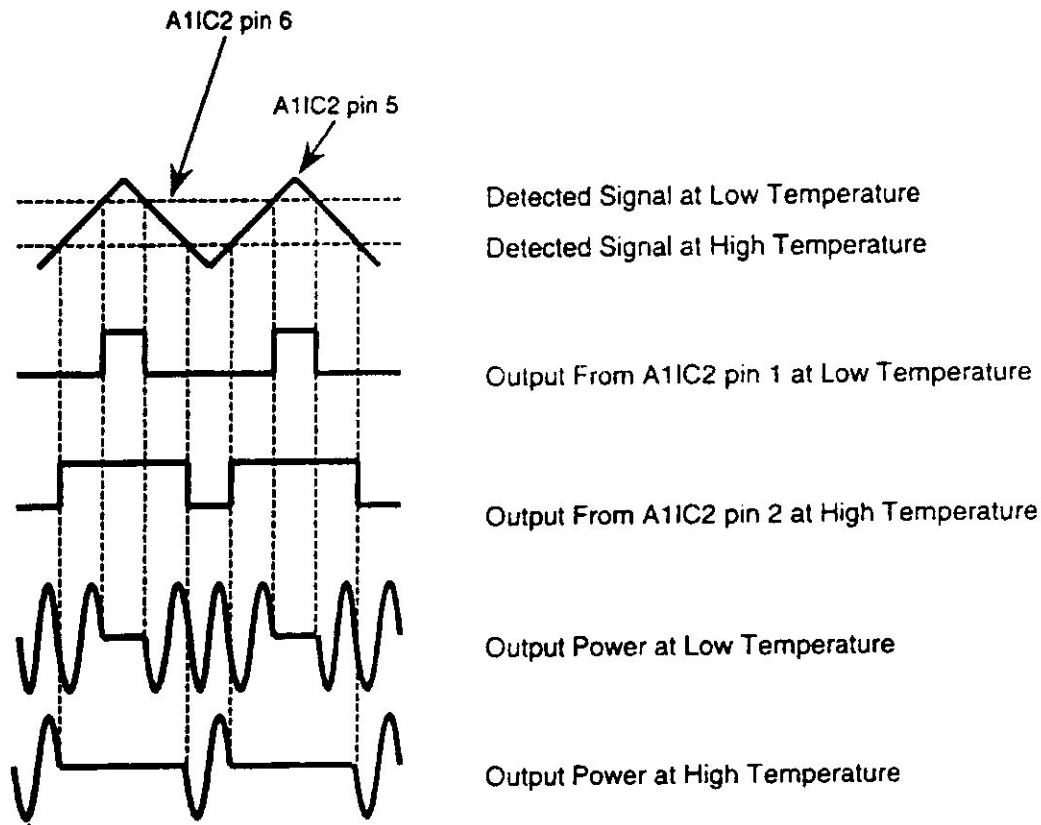 A1IC2 pin 6
A1IC2 pin 5
Detected Signal at Low Temperature
Detected Signal at High Temperature
Output From A1IC2 pin 1 at Low Temperature
Output From A1IC2 pin 2 at High Temperature
Output Power at Low Temperature
Output Power at High Temperature